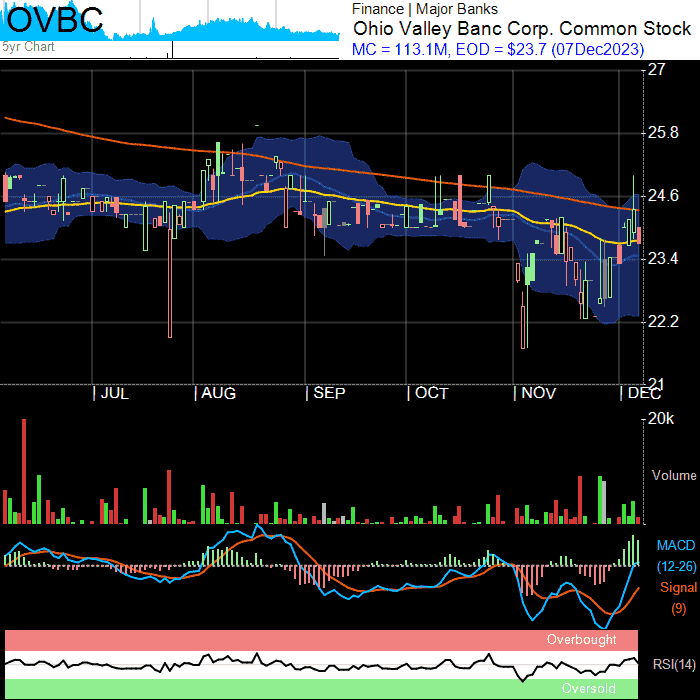 OVBC
5yr Chart
Finance | Major Banks
Ohio Valley Banc Corp. Common Stock
MC = 113.1M, EOD = $23.7 (07Dec2023)
27
25.8
24.6
23.4
22.2
21
JUL AUG SEP OCT NOV DEC
20k
Volume
MACD
(12-26)
Signal
(9)
Overbought
RSI(14)
Oversold